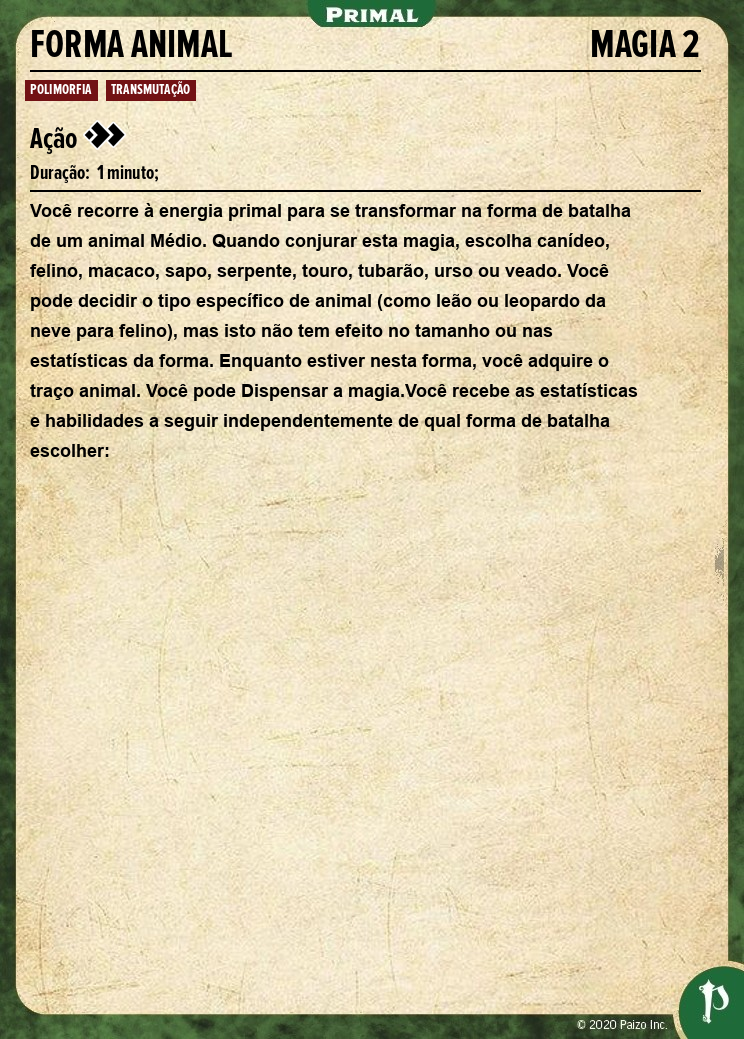 PRIMAL
FORMA ANIMAL MAGIA 2
POLIMORFIA TRANSMUTAÇÃO
Ação
Duração: 1 minuto;
Você recorre à energia primal para se transformar na forma de batalha
de um animal Médio. Quando conjurar esta magia, escolha canídeo,
felino, macaco, sapo, serpente, touro, tubarão, urso ou veado. Você
pode decidir o tipo específico de animal (como leão ou leopardo da
neve para felino), mas isto não tem efeito no tamanho ou nas
estatísticas da forma. Enquanto estiver nesta forma, você adquire o
traço animal. Você pode Dispensar a magia.Você recebe as estatísticas
e habilidades a seguir independentemente de qual forma de batalha
escolher:
© 2020 Paizo Inc.
P